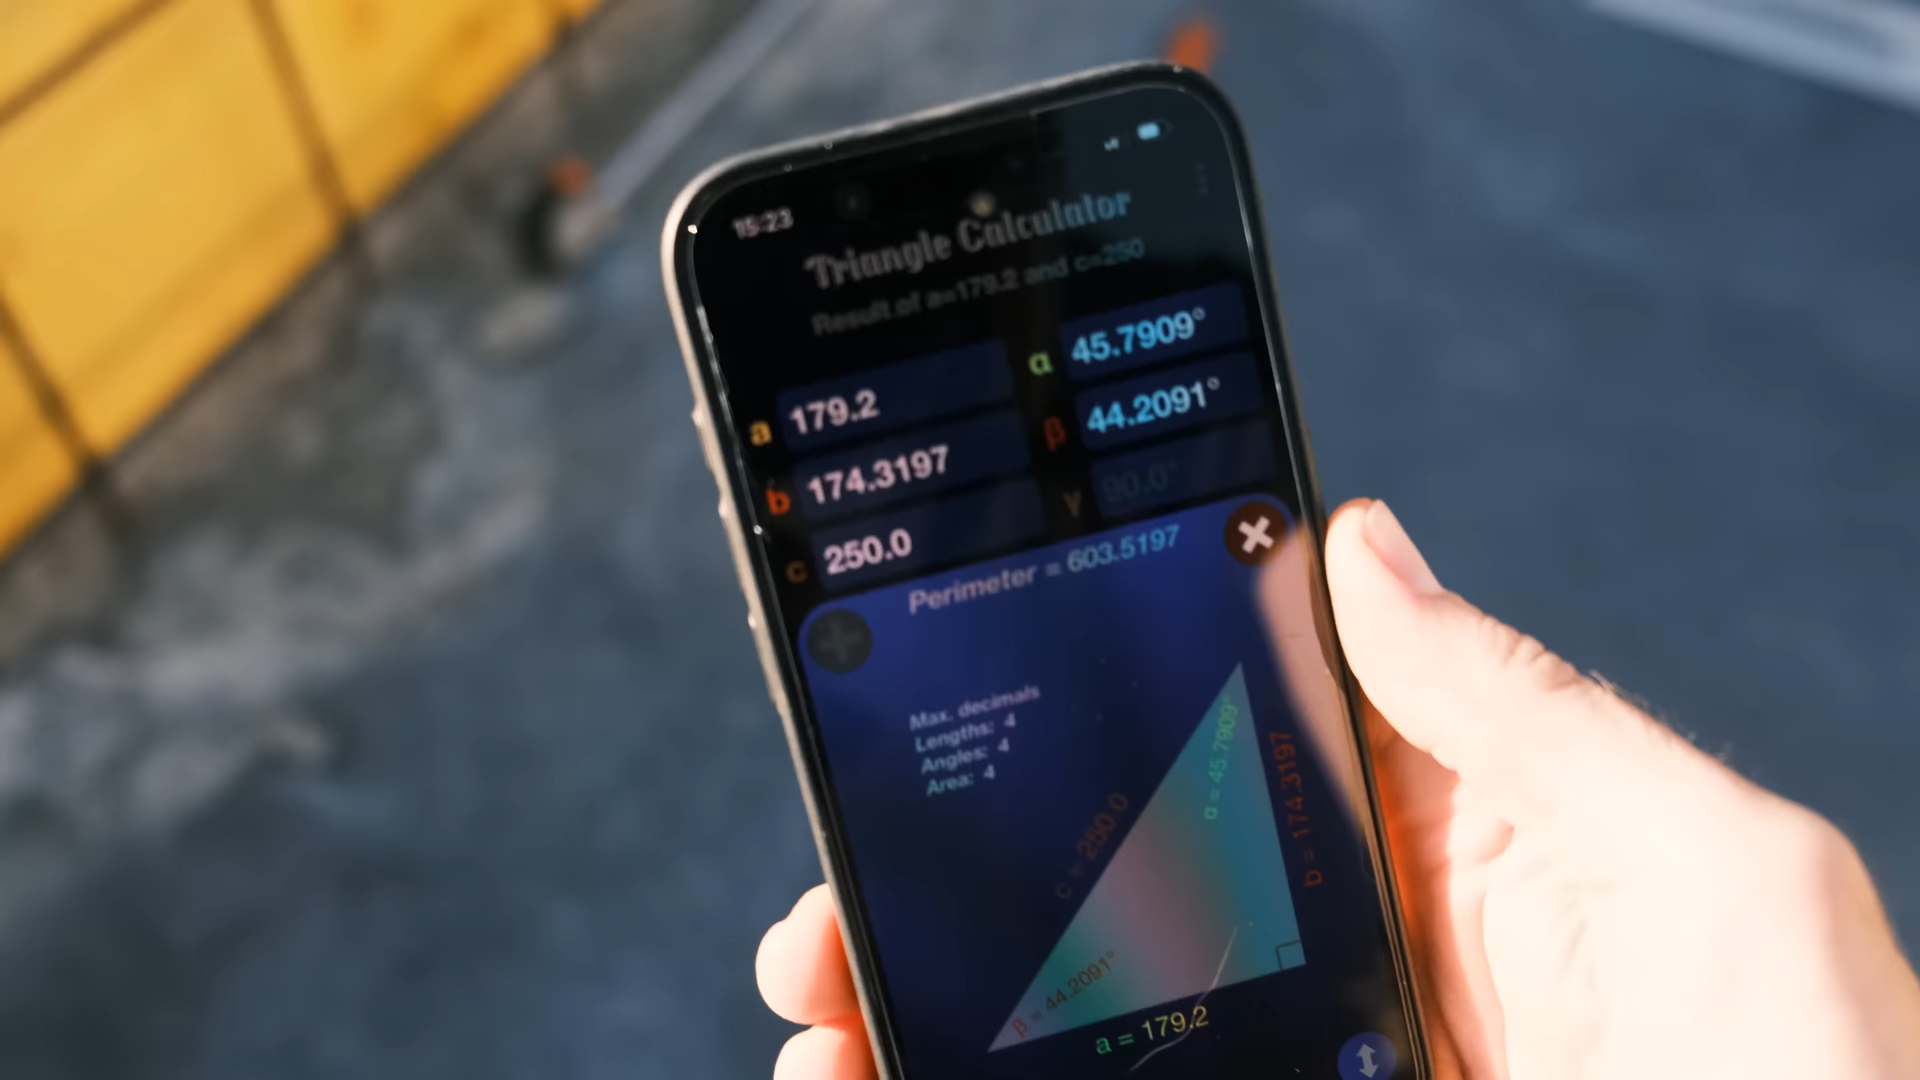 15:23
Triangle Calculator
Result of a=179.2 and c=250
a 179.2 α 45.7909°
b 174.3197 β 44.2091°
c 250.0 γ 90.0°
Perimeter = 603.5197
Max. decimals
Lengths: 4
Angles: 4
Area: 4
α = 45.7909°
b = 174.3197
c = 250.0
β = 44.2091°
a = 179.2